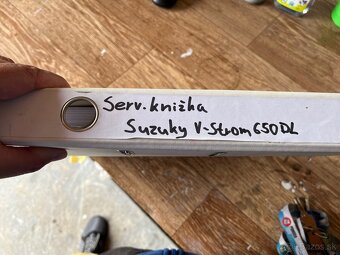 Serv. knižka
Suzuky V-Strom 650 DL